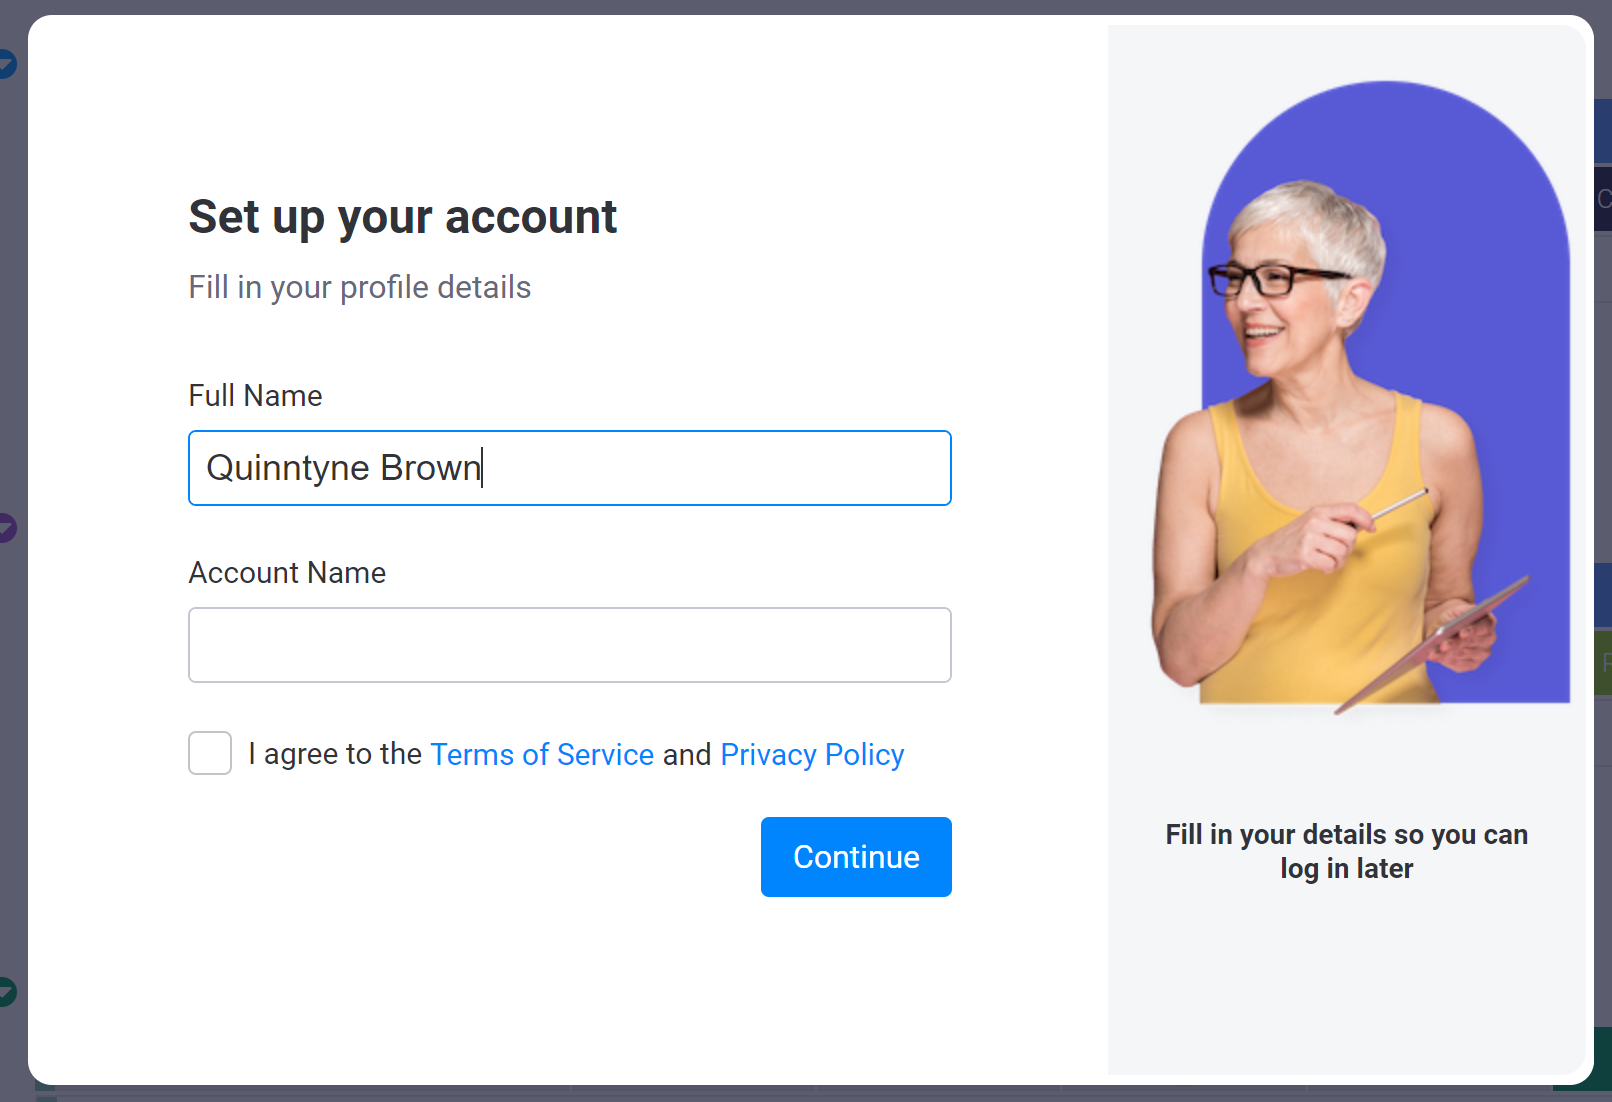 Set up your account
Fill in your profile details
Full Name
Quinntyne Brown
Account Name
I agree to the Terms of Service and Privacy Policy
Continue
Fill in your details so you can
log in later